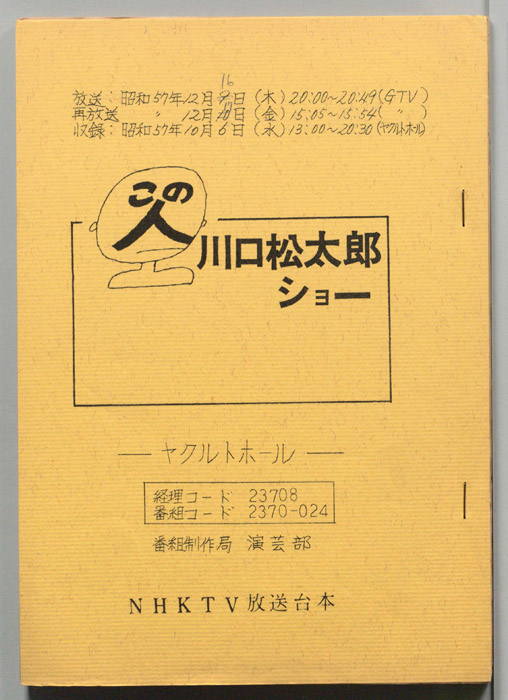 16
放送：昭和57年12月9日（木）20:00〜20:49（GTV）
17
再放送 〃 12月10日（金）15:05〜15:54（ 〃 ）
収録：昭和57年10月6日（水）13:00〜20:30（ヤクルトホール）
この
人
川口松太郎
ショー
── ヤクルトホール ──
経理コード 23708
番組コード 2370-024
番組制作局 演芸部
NHKTV放送台本